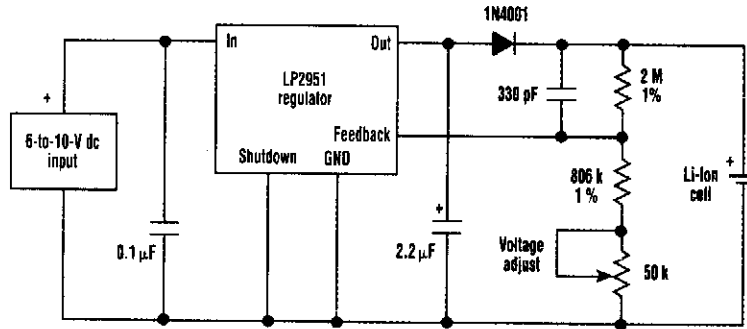 1N4001
In
Out
LP2951
regulator
330 pF
2 M
1%
+
6-to-10-V dc
input
Feedback
Shutdown
GND
806 k
1 %
+
Li-Ion
cell
+
0.1 µF
2.2 µF
Voltage
adjust
50 k